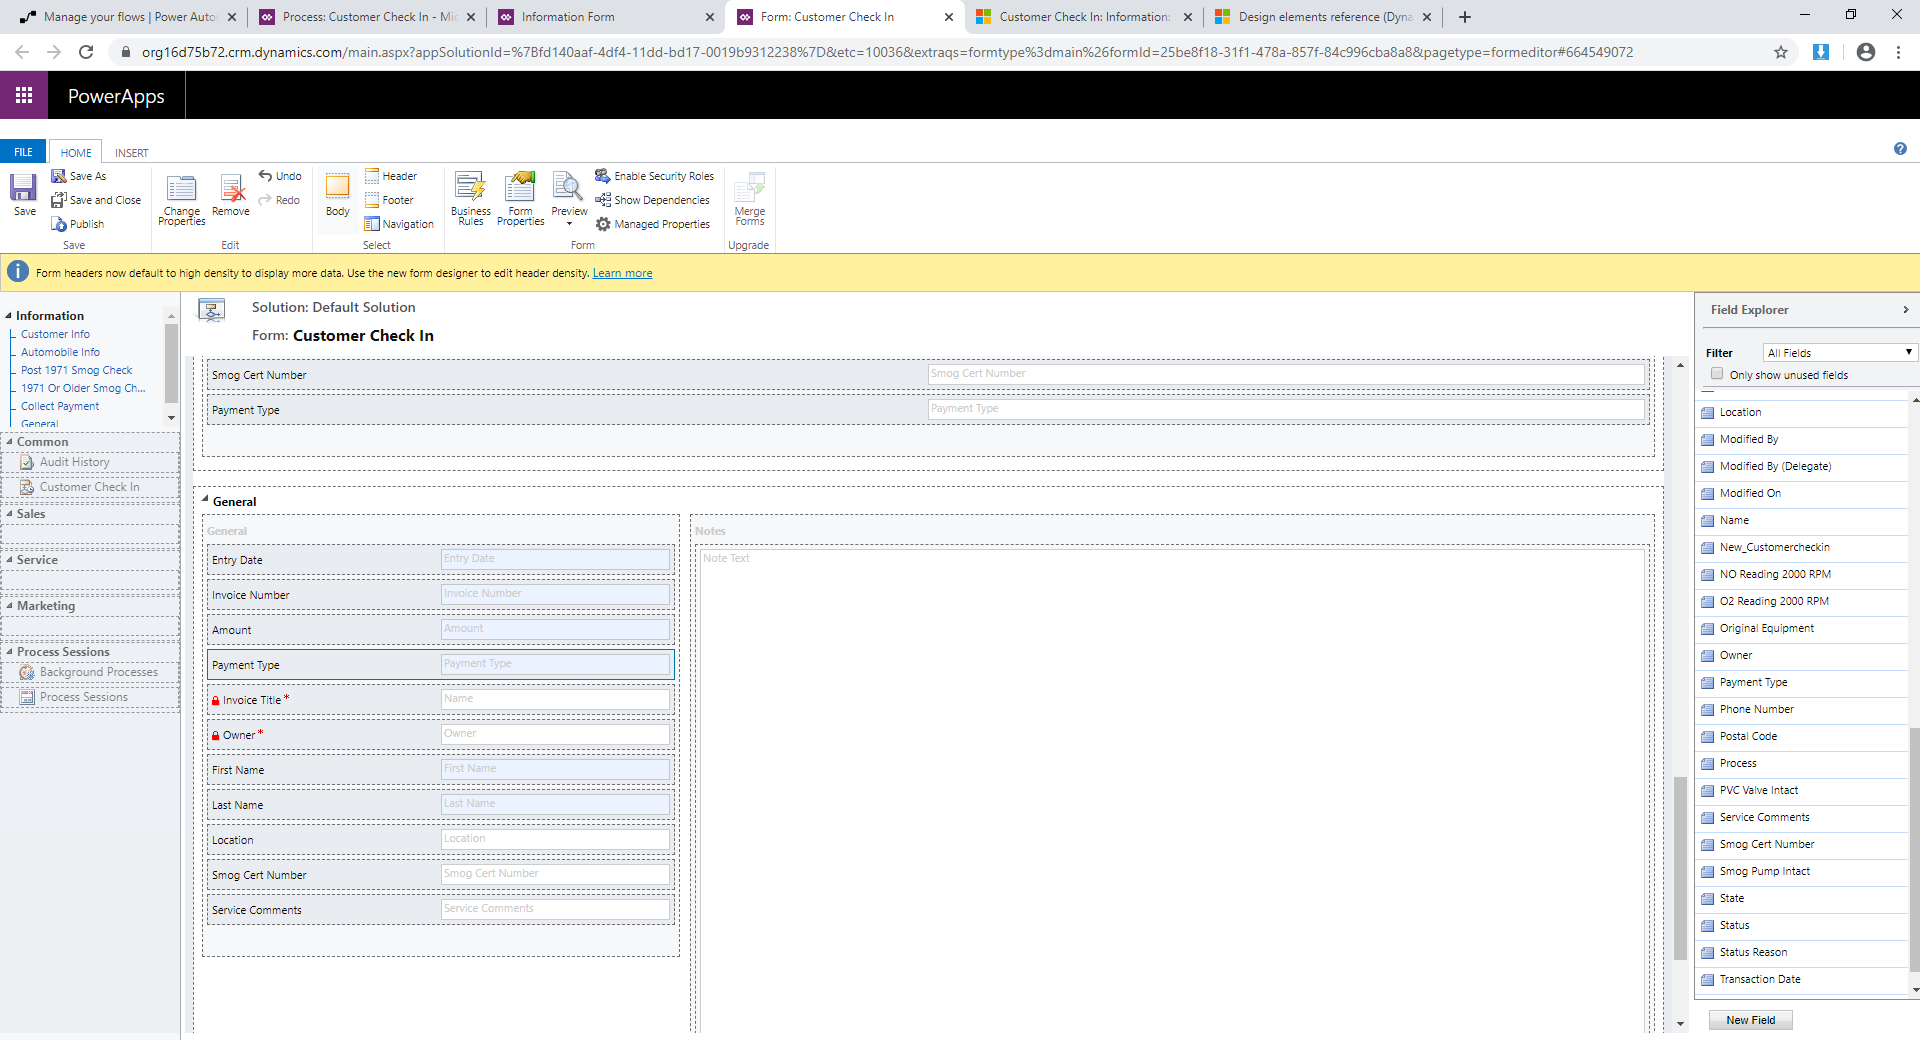 Manage your flows | Power Auto
Process: Customer Check In - Mic
Information Form
Form: Customer Check In
Customer Check In: Information:
Design elements reference (Dyna
org16d75b72.crm.dynamics.com/main.aspx?appSolutionId=%7Bfd140aaf-4df4-11dd-bd17-0019b9312238%7D&etc=10036&extraqs=formtype%3dmain%26formId=25be8f18-31f1-478a-857f-84c996cba8a8&pagetype=formeditor#664549072
PowerApps
FILE
HOME
INSERT
Save
Save As
Save and Close
Publish
Save
Change Properties
Remove
Undo
Redo
Edit
Body
Header
Footer
Navigation
Select
Business Rules
Form Properties
Preview
Enable Security Roles
Show Dependencies
Managed Properties
Form
Merge Forms
Upgrade
Form headers now default to high density to display more data. Use the new form designer to edit header density. Learn more
Information
Customer Info
Automobile Info
Post 1971 Smog Check
1971 Or Older Smog Ch...
Collect Payment
General
Common
Audit History
Customer Check In
Sales
Service
Marketing
Process Sessions
Background Processes
Process Sessions
Solution: Default Solution
Form: Customer Check In
Smog Cert Number
Smog Cert Number
Payment Type
Payment Type
General
General
Entry Date
Entry Date
Invoice Number
Invoice Number
Amount
Amount
Payment Type
Payment Type
Invoice Title *
Name
Owner *
Owner
First Name
First Name
Last Name
Last Name
Location
Location
Smog Cert Number
Smog Cert Number
Service Comments
Service Comments
Notes
Note Text
Field Explorer
Filter
All Fields
Only show unused fields
Location
Modified By
Modified By (Delegate)
Modified On
Name
New_Customercheckin
NO Reading 2000 RPM
O2 Reading 2000 RPM
Original Equipment
Owner
Payment Type
Phone Number
Postal Code
Process
PVC Valve Intact
Service Comments
Smog Cert Number
Smog Pump Intact
State
Status
Status Reason
Transaction Date
New Field